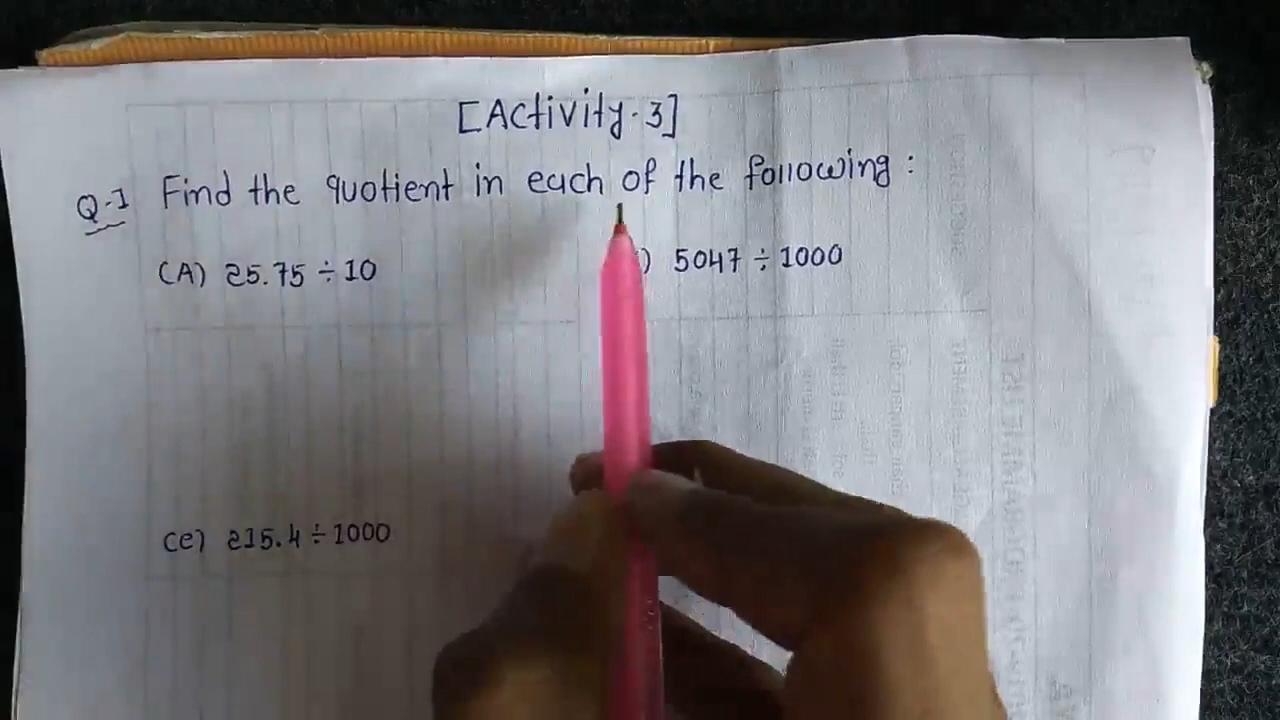 [Activity-3]
Q-1 Find the quotient in each of the following:
(A) 25.75 ÷ 10
) 5047 ÷ 1000
(e) 215.4 ÷ 1000